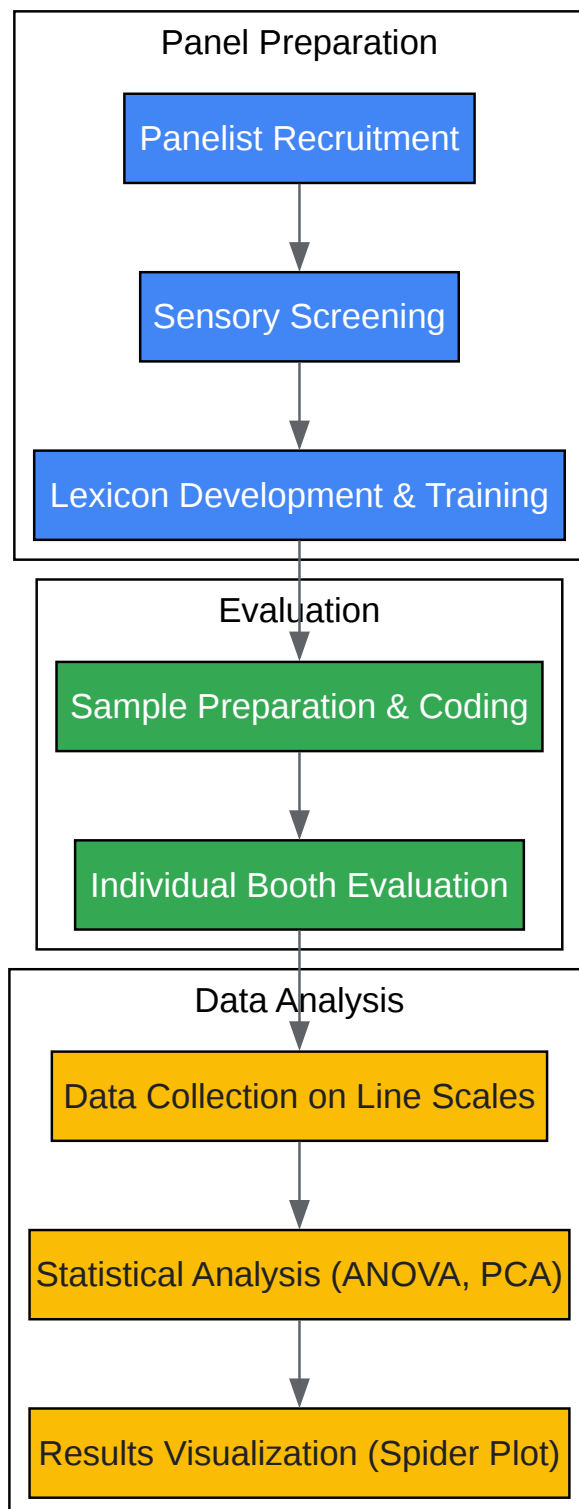 Panel Preparation
Panelist Recruitment
Sensory Screening
Lexicon Development & Training
Evaluation
Sample Preparation & Coding
Individual Booth Evaluation
Data Analysis
Data Collection on Line Scales
Statistical Analysis (ANOVA, PCA)
Results Visualization (Spider Plot)